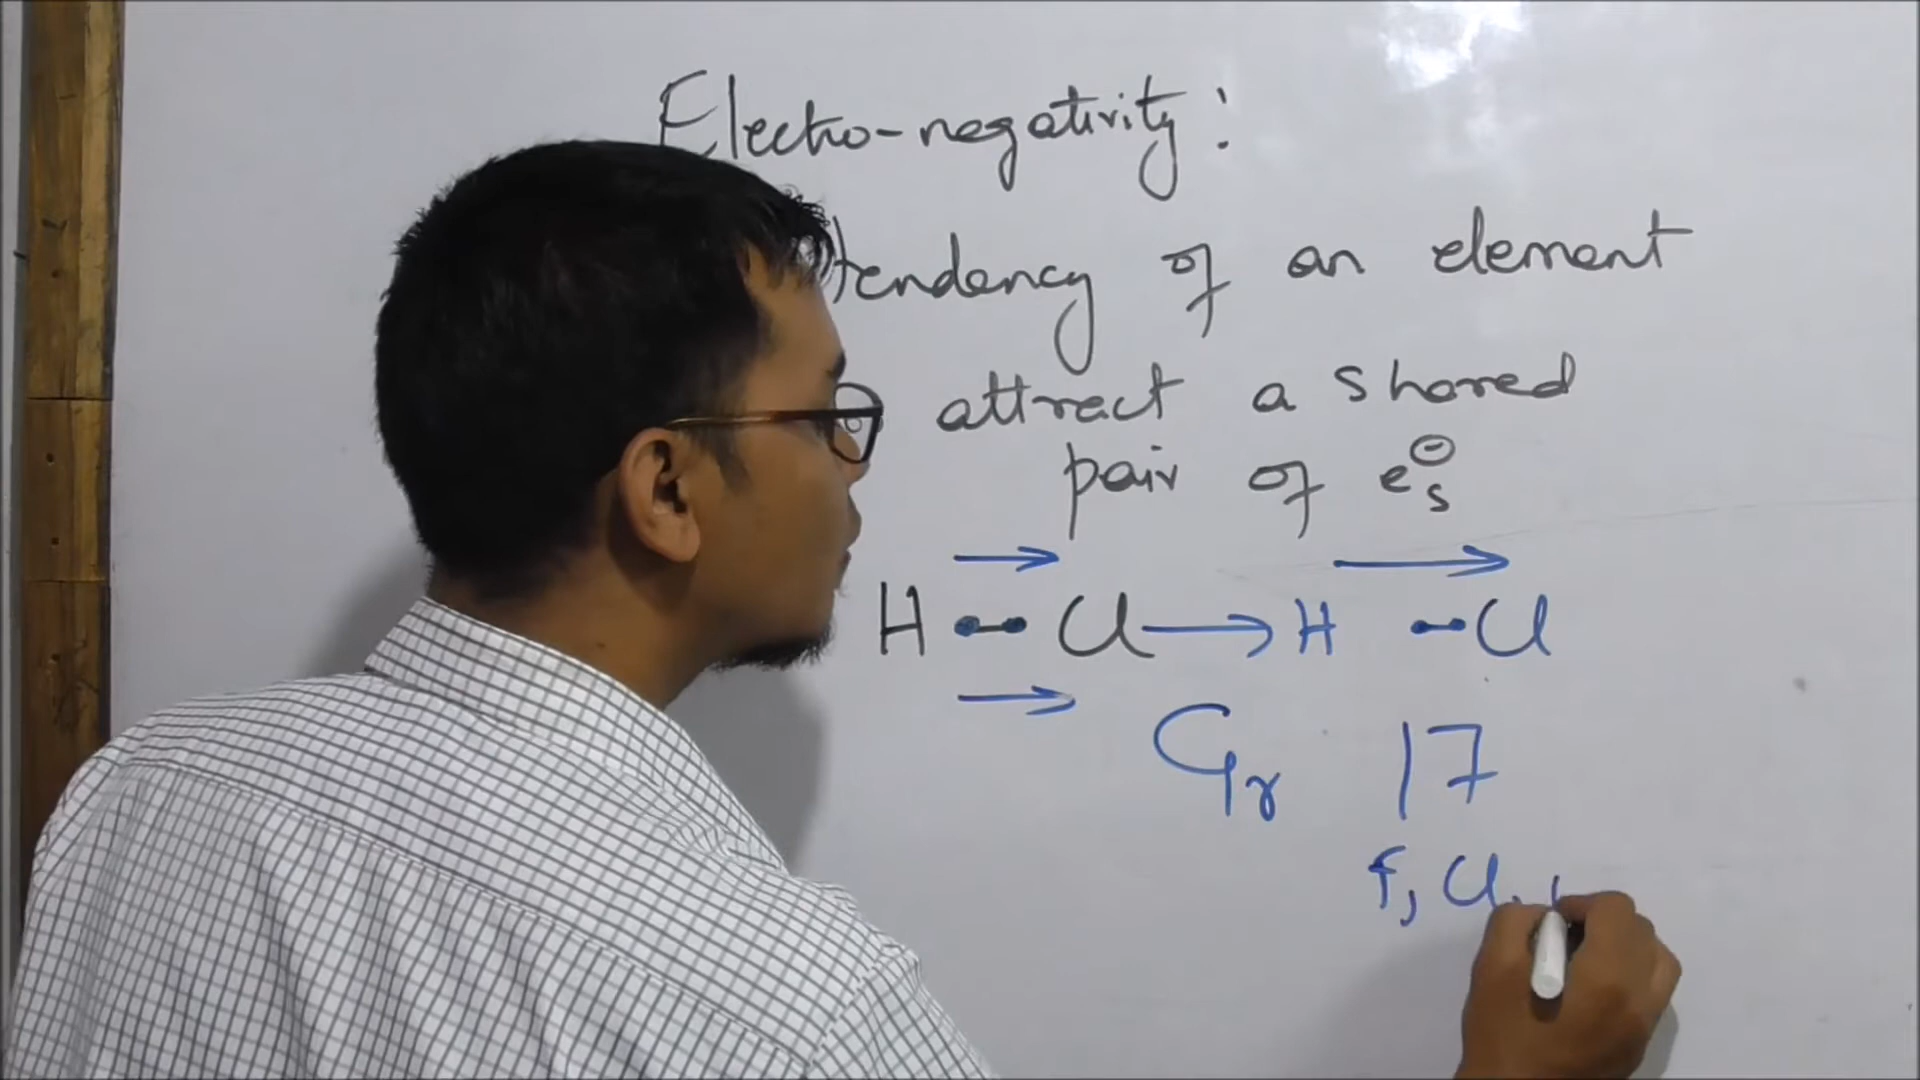 Electro-negativity:
tendency of an element
attract a shared
pair of e⊖s
H Cl → H Cl
Gr 17
f, Cl,